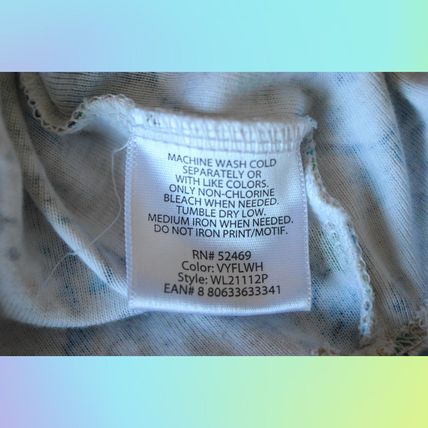 MACHINE WASH COLD
SEPARATELY OR
WITH LIKE COLORS.
ONLY NON-CHLORINE
BLEACH WHEN NEEDED.
TUMBLE DRY LOW.
MEDIUM IRON WHEN NEEDED.
DO NOT IRON PRINT/MOTIF.
RN# 52469
Color: VYFLWH
Style: WL21112P
EAN# 8 80633633341